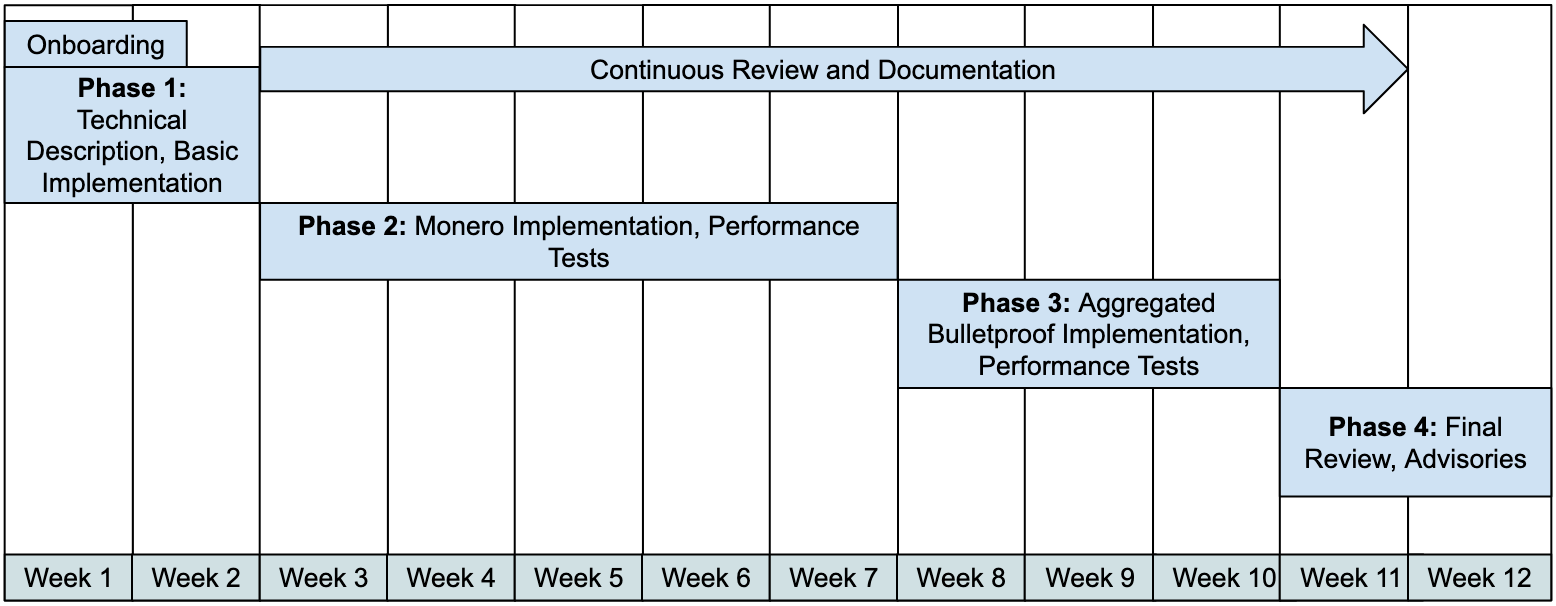 Onboarding
Continuous Review and Documentation
Phase 1:
Technical
Description, Basic
Implementation
Phase 2: Monero Implementation, Performance
Tests
Phase 3: Aggregated
Bulletproof Implementation,
Performance Tests
Phase 4: Final
Review, Advisories
Week 1 Week 2 Week 3 Week 4 Week 5 Week 6 Week 7 Week 8 Week 9 Week 10 Week 11 Week 12